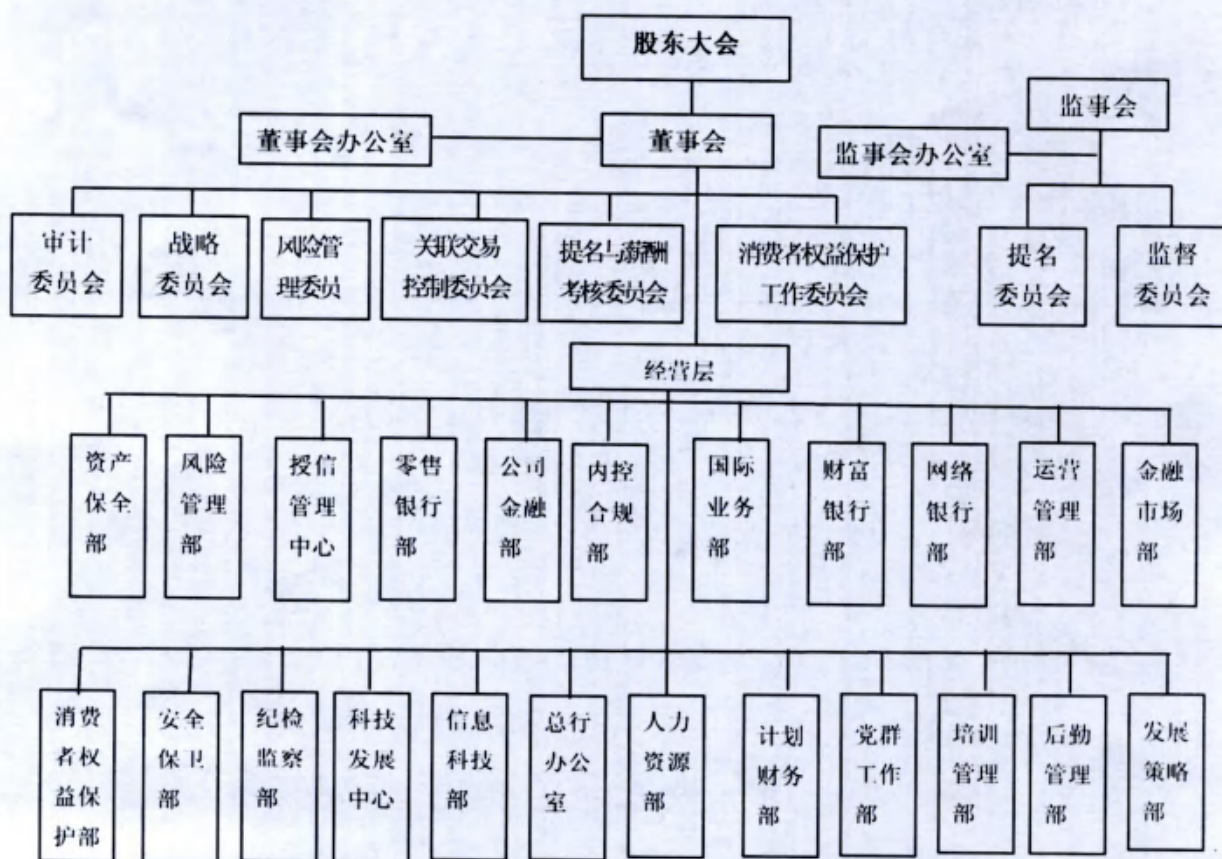 股东大会
监事会
董事会办公室
董事会
监事会办公室
审计
委员会
战略
委员会
风险管
理委员
关联交易
控制委员会
提名与薪酬
考核委员会
消费者权益保护
工作委员会
提名
委员会
监督
委员会
经营层
资产
保全
部
风险
管理
部
授信
管理
中心
零售
银行
部
公司
金融
部
内控
合规
部
国际
业务
部
财富
银行
部
网络
银行
部
运营
管理
部
金融
市场
部
消费
者权
益保
护部
安全
保卫
部
纪检
监察
部
科技
发展
中心
信息
科技
部
总行
办公
室
人力
资源
部
计划
财务
部
党群
工作
部
培训
管理
部
后勤
管理
部
发展
策略
部